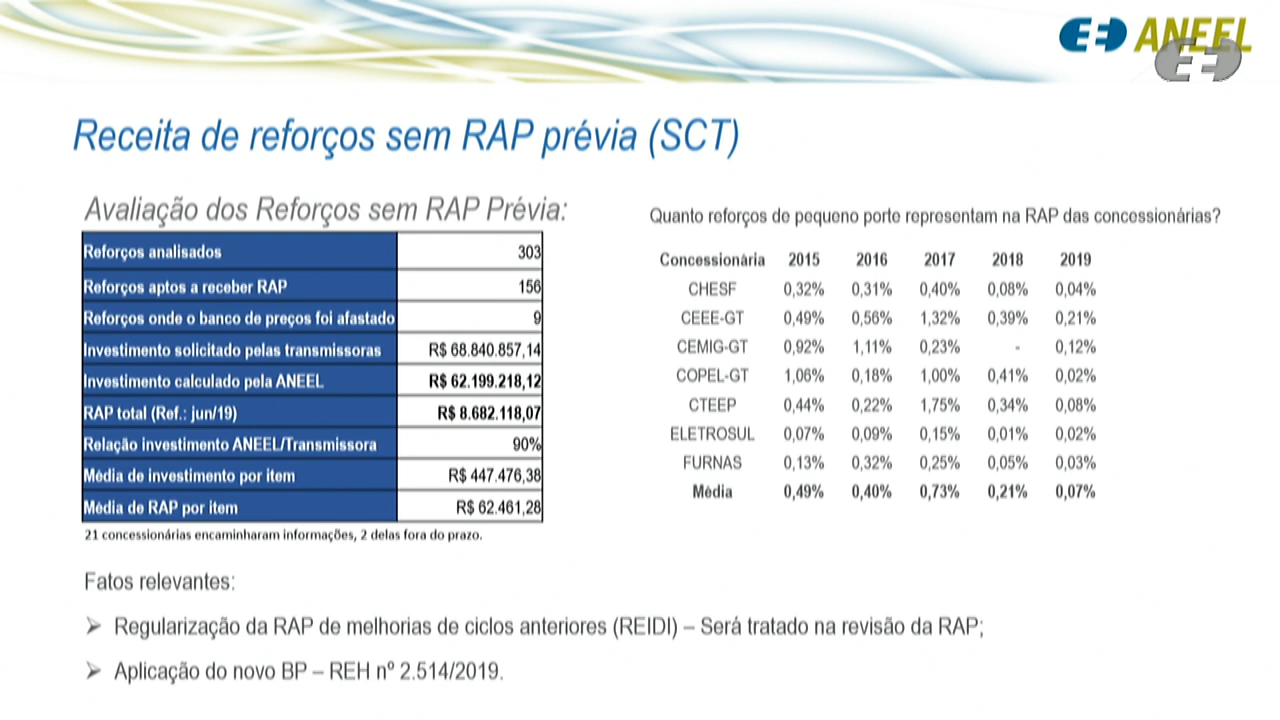 ANEEL
Receita de reforços sem RAP prévia (SCT)
Avaliação dos Reforços sem RAP Prévia:
Reforços analisados 303
Reforços aptos a receber RAP 156
Reforços onde o banco de preços foi afastado 9
Investimento solicitado pelas transmissoras R$ 68.840.857,14
Investimento calculado pela ANEEL R$ 62.199.218,12
RAP total (Ref.: jun/19) R$ 8.682.118,07
Relação investimento ANEEL/Transmissora 90%
Média de investimento por item R$ 447.476,38
Média de RAP por item R$ 62.461,28
21 concessionárias encaminharam informações, 2 delas fora do prazo.
Quanto reforços de pequeno porte representam na RAP das concessionárias?
Concessionária 2015 2016 2017 2018 2019
CHESF 0,32% 0,31% 0,40% 0,08% 0,04%
CEEE-GT 0,49% 0,56% 1,32% 0,39% 0,21%
CEMIG-GT 0,92% 1,11% 0,23% - 0,12%
COPEL-GT 1,06% 0,18% 1,00% 0,41% 0,02%
CTEEP 0,44% 0,22% 1,75% 0,34% 0,08%
ELETROSUL 0,07% 0,09% 0,15% 0,01% 0,02%
FURNAS 0,13% 0,32% 0,25% 0,05% 0,03%
Média 0,49% 0,40% 0,73% 0,21% 0,07%
Fatos relevantes:
➢ Regularização da RAP de melhorias de ciclos anteriores (REIDI) – Será tratado na revisão da RAP;
➢ Aplicação do novo BP – REH nº 2.514/2019.